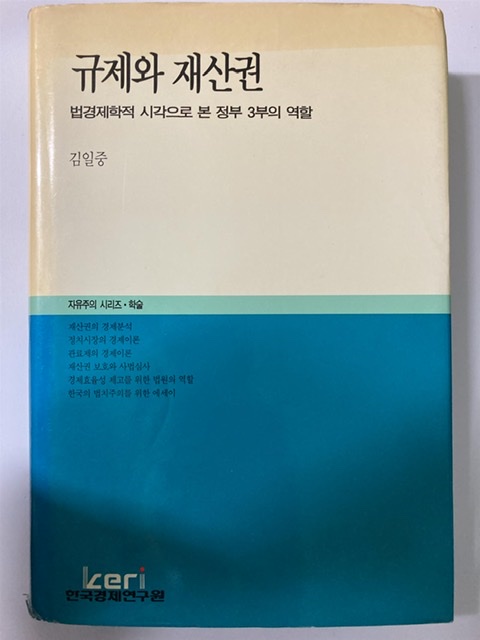 규제와 재산권
법경제학적 시각으로 본 정부 3부의 역할
김일중
자유주의 시리즈 • 학술
재산권의 경제분석
정치시장의 경제이론
관료제의 경제이론
재산권 보호와 사법심사
경제효율성 제고를 위한 법원의 역할
한국의 법치주의를 위한 에세이
keri
한국경제연구원